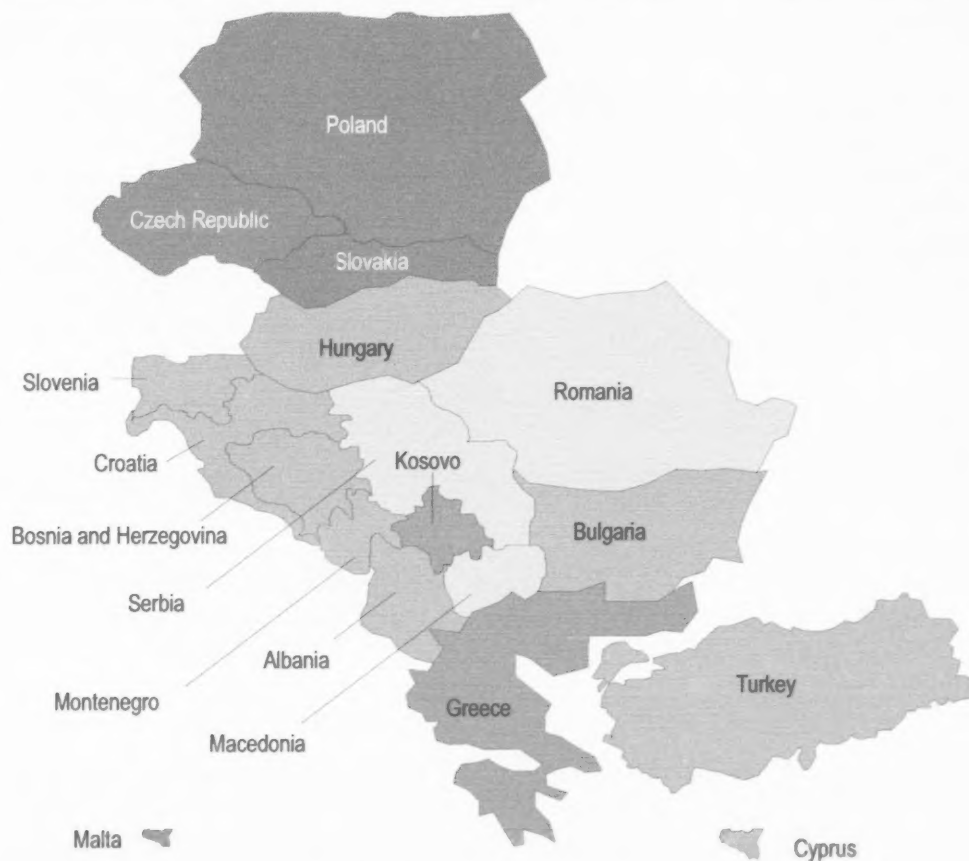 Poland
Czech Republic
Slovakia
Hungary
Slovenia
Romania
Croatia
Kosovo
Bosnia and Herzegovina
Bulgaria
Serbia
Albania
Turkey
Montenegro
Greece
Macedonia
Malta
Cyprus